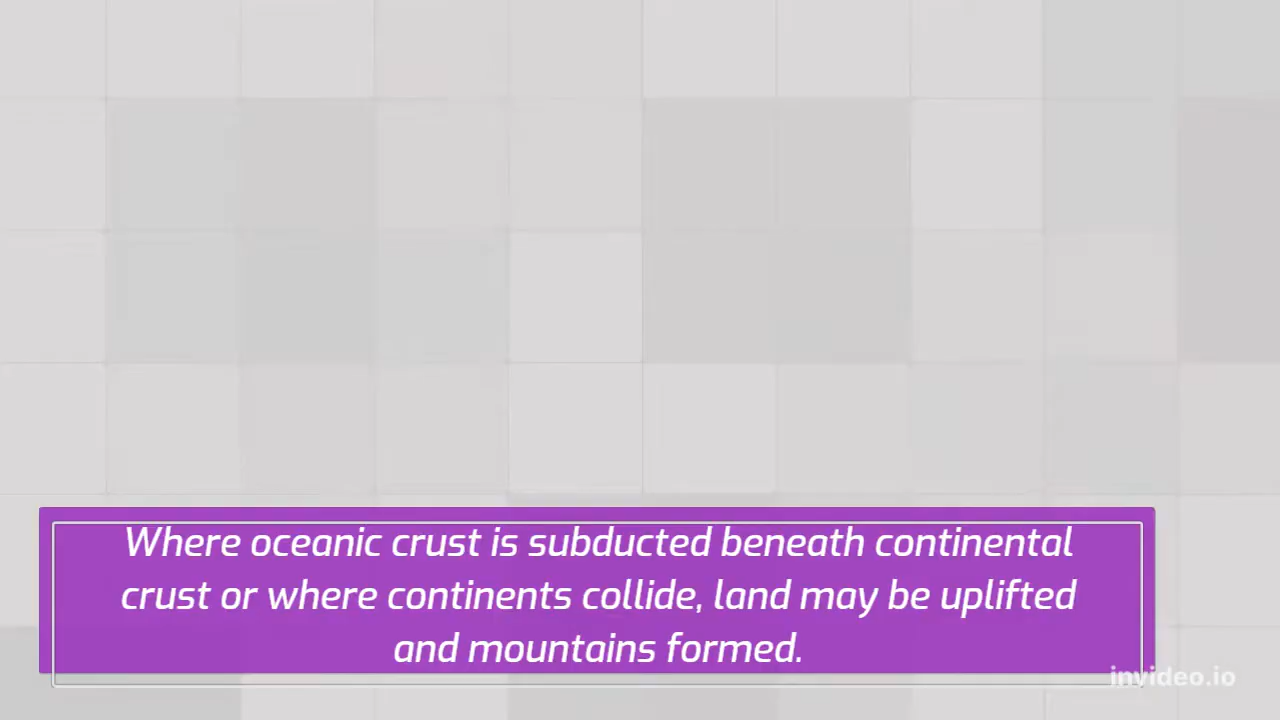 Where oceanic crust is subducted beneath continental
crust or where continents collide, land may be uplifted
and mountains formed.
invideo.io